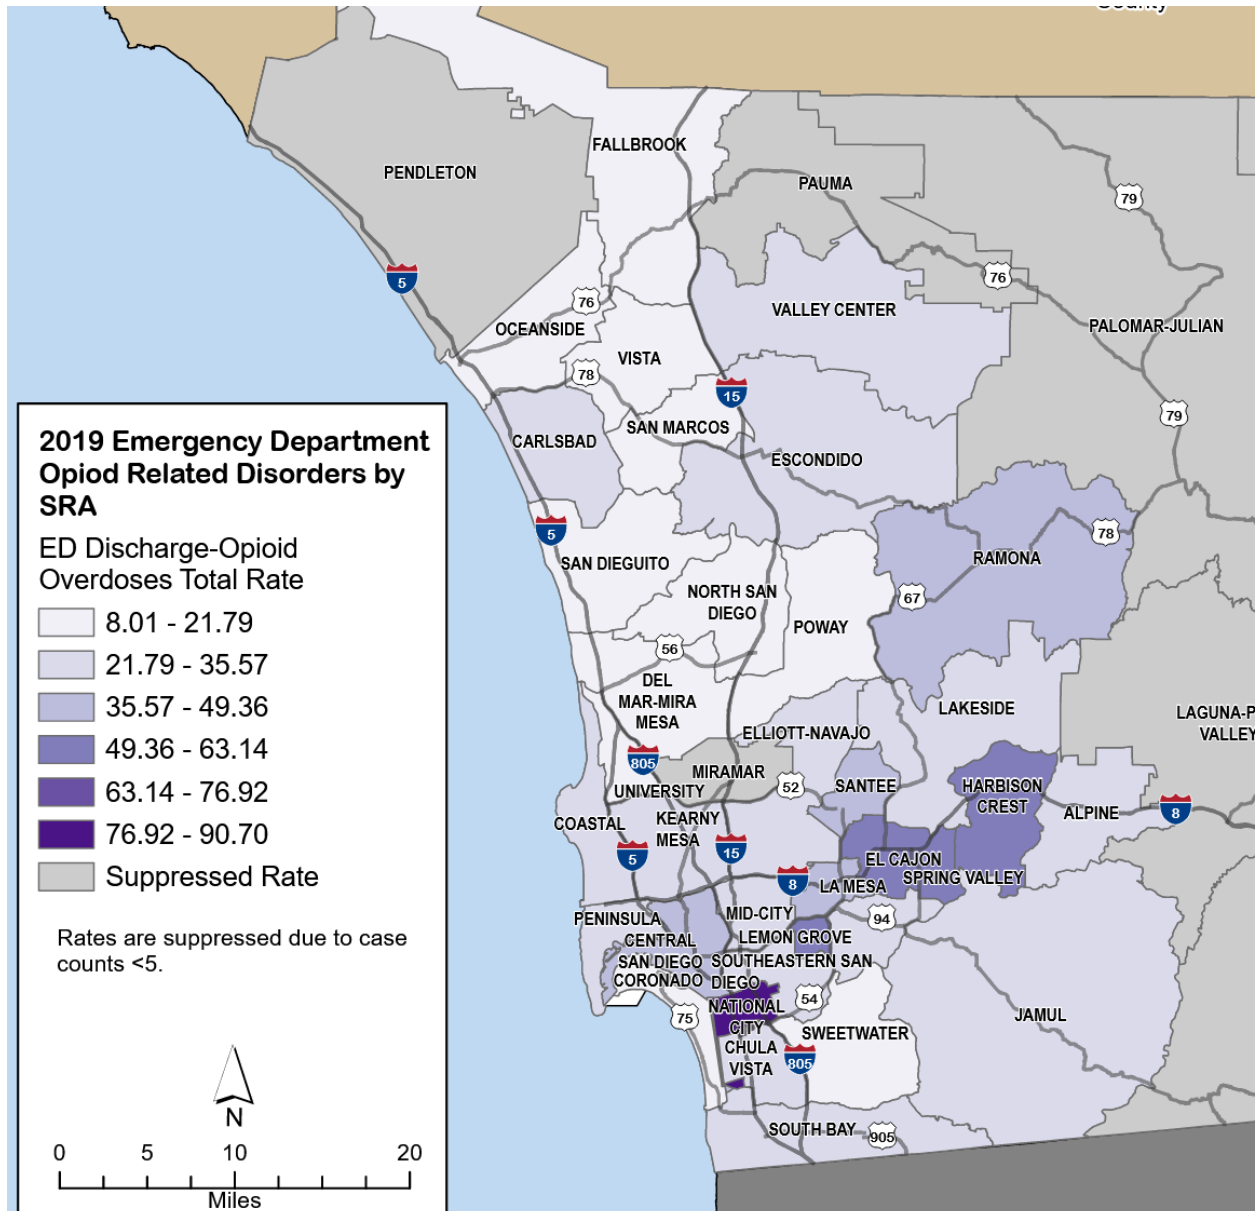 County
FALLBROOK
PENDLETON
PAUMA
79
5
76
76
VALLEY CENTER
OCEANSIDE
PALOMAR-JULIAN
VISTA
78
15
79
SAN MARCOS
CARLSBAD
ESCONDIDO
2019 Emergency Department
Opiod Related Disorders by
SRA
ED Discharge-Opioid
Overdoses Total Rate
8.01 - 21.79
21.79 - 35.57
35.57 - 49.36
49.36 - 63.14
63.14 - 76.92
76.92 - 90.70
Suppressed Rate
Rates are suppressed due to case
counts <5.
N
0 5 10 20
Miles
5
78
SAN DIEGUITO
RAMONA
NORTH SAN
DIEGO
67
POWAY
56
DEL
MAR-MIRA
MESA
LAKESIDE
LAGUNA-P
VALLEY
ELLIOTT-NAVAJO
805
MIRAMAR
SANTEE
HARBISON
CREST
UNIVERSITY
52
COASTAL
KEARNY
MESA
ALPINE
8
5
15
EL CAJON
8
LA MESA
SPRING VALLEY
PENINSULA
MID-CITY
94
CENTRAL
SAN DIEGO
LEMON GROVE
CORONADO
SOUTHEASTERN SAN
DIEGO
54
NATIONAL
CITY
75
SWEETWATER
JAMUL
CHULA
VISTA
805
SOUTH BAY
905